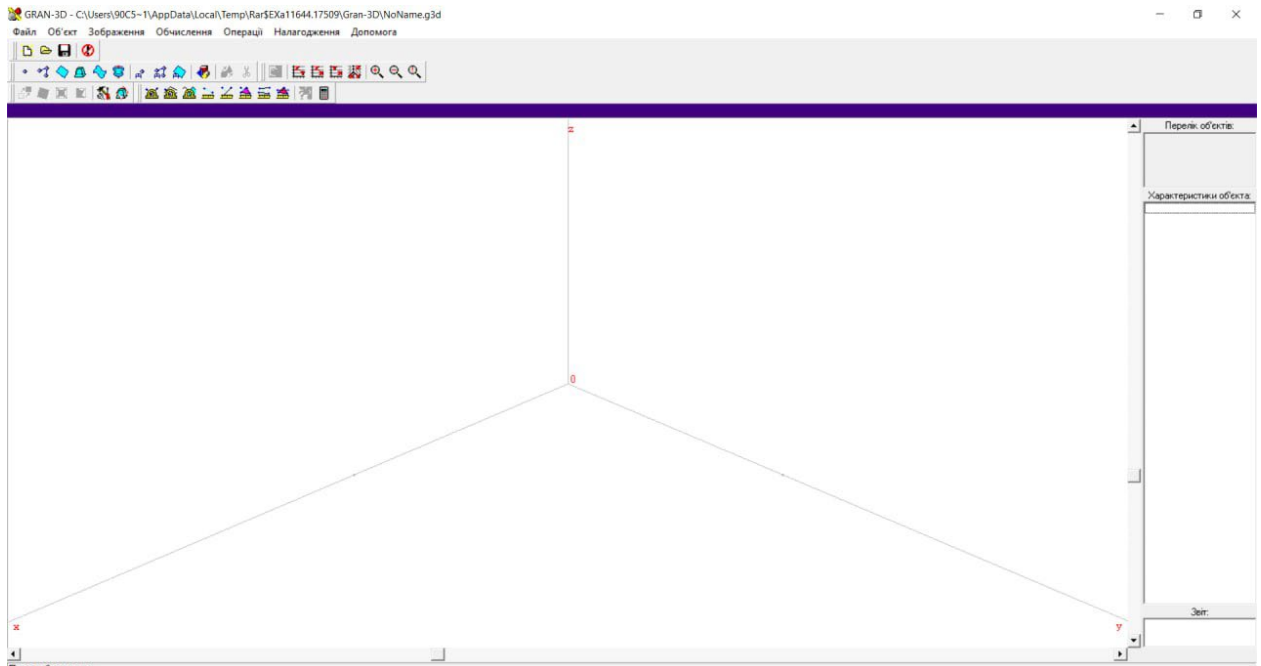 GRAN-3D - C:\Users\90C5~1\AppData\Local\Temp\Rar$EXa11644.17509\Gran-3D\NoName.g3d
Файл Об'єкт Зображення Обчислення Операції Налагодження Допомога
z
Перелік об'єктів:
Характеристики об'єкта:
0
Звіт:
x
y